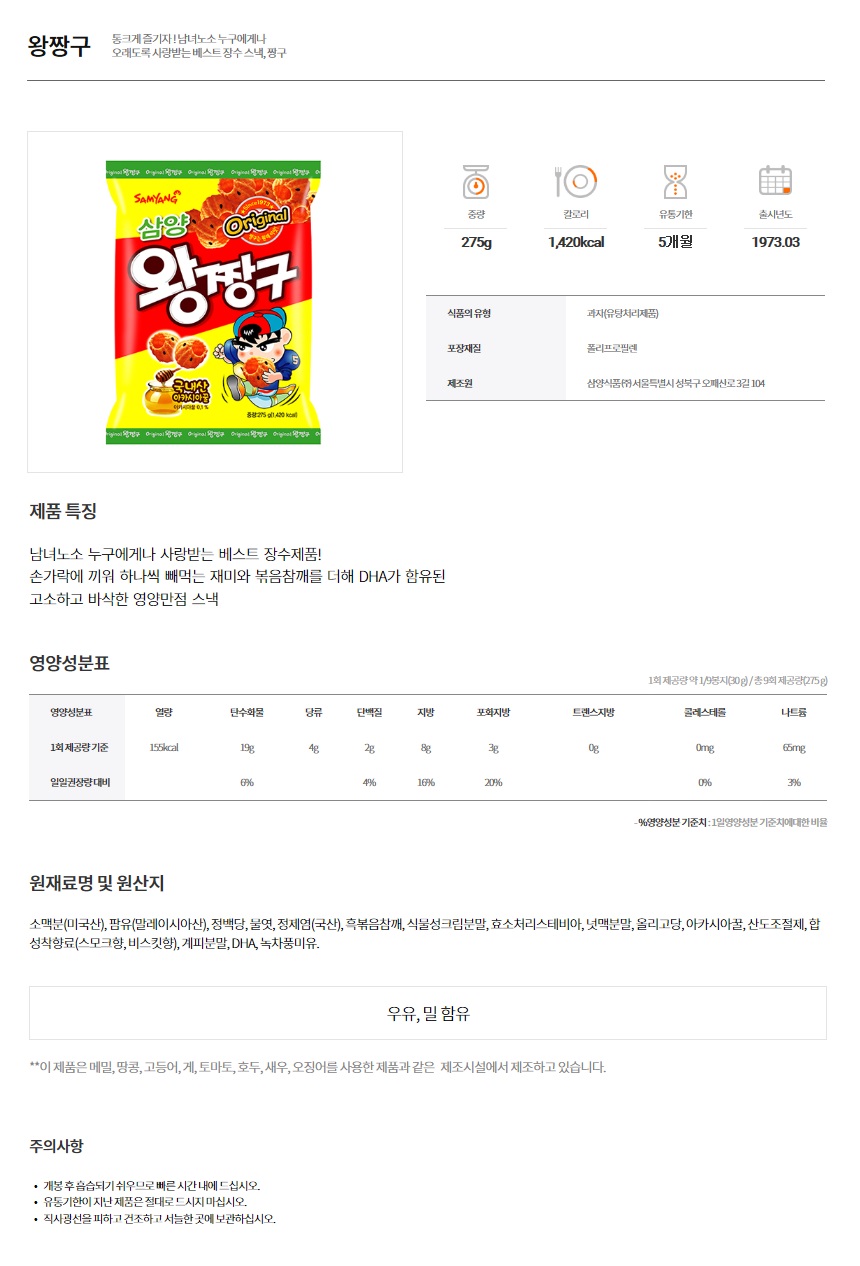 왕짱구
통크게 즐기자 ! 남녀노소 누구에게나
오래도록 사랑받는 베스트 장수 스낵, 짱구
SAMYANG
삼양
Original
왕짱구
국내산
아카시아꿀
아카시아꿀 0.1 %
중량 275 g(1,420 kcal)
중량
칼로리
유통기한
출시년도
275g
1,420kcal
5개월
1973.03
식품의 유형
과자(유탕처리제품)
포장재질
폴리프로필렌
제조원
삼양식품(주) 서울특별시 성북구 오패산로 3길 104
제품 특징
남녀노소 누구에게나 사랑받는 베스트 장수제품!
손가락에 끼워 하나씩 빼먹는 재미와 볶음참깨를 더해 DHA가 함유된
고소하고 바삭한 영양만점 스낵
영양성분표
1회 제공량 약 1/9봉지(30 g) / 총 9회 제공량(275 g)
영양성분표 열량 탄수화물 당류 단백질 지방 포화지방 트랜스지방 콜레스테롤 나트륨
1회 제공량 기준 155kcal 19g 4g 2g 8g 3g 0g 0mg 65mg
일일권장량 대비 6% 4% 16% 20% 0% 3%
- %영양성분 기준치 : 1일영양성분 기준치에대한 비율
원재료명 및 원산지
소맥분(미국산), 팜유(말레이시아산), 정백당, 물엿, 정제염(국산), 흑볶음참깨, 식물성크림분말, 효소처리스테비아, 넛맥분말, 올리고당, 아카시아꿀, 산도조절제, 합
성착향료(스모크향, 비스킷향), 계피분말, DHA, 녹차풍미유.
우유, 밀 함유
**이 제품은 메밀, 땅콩, 고등어, 게, 토마토, 호두, 새우, 오징어를 사용한 제품과 같은 제조시설에서 제조하고 있습니다.
주의사항
• 개봉 후 흡습되기 쉬우므로 빠른 시간 내에 드십시오.
• 유통기한이 지난 제품은 절대로 드시지 마십시오.
• 직사광선을 피하고 건조하고 서늘한 곳에 보관하십시오.